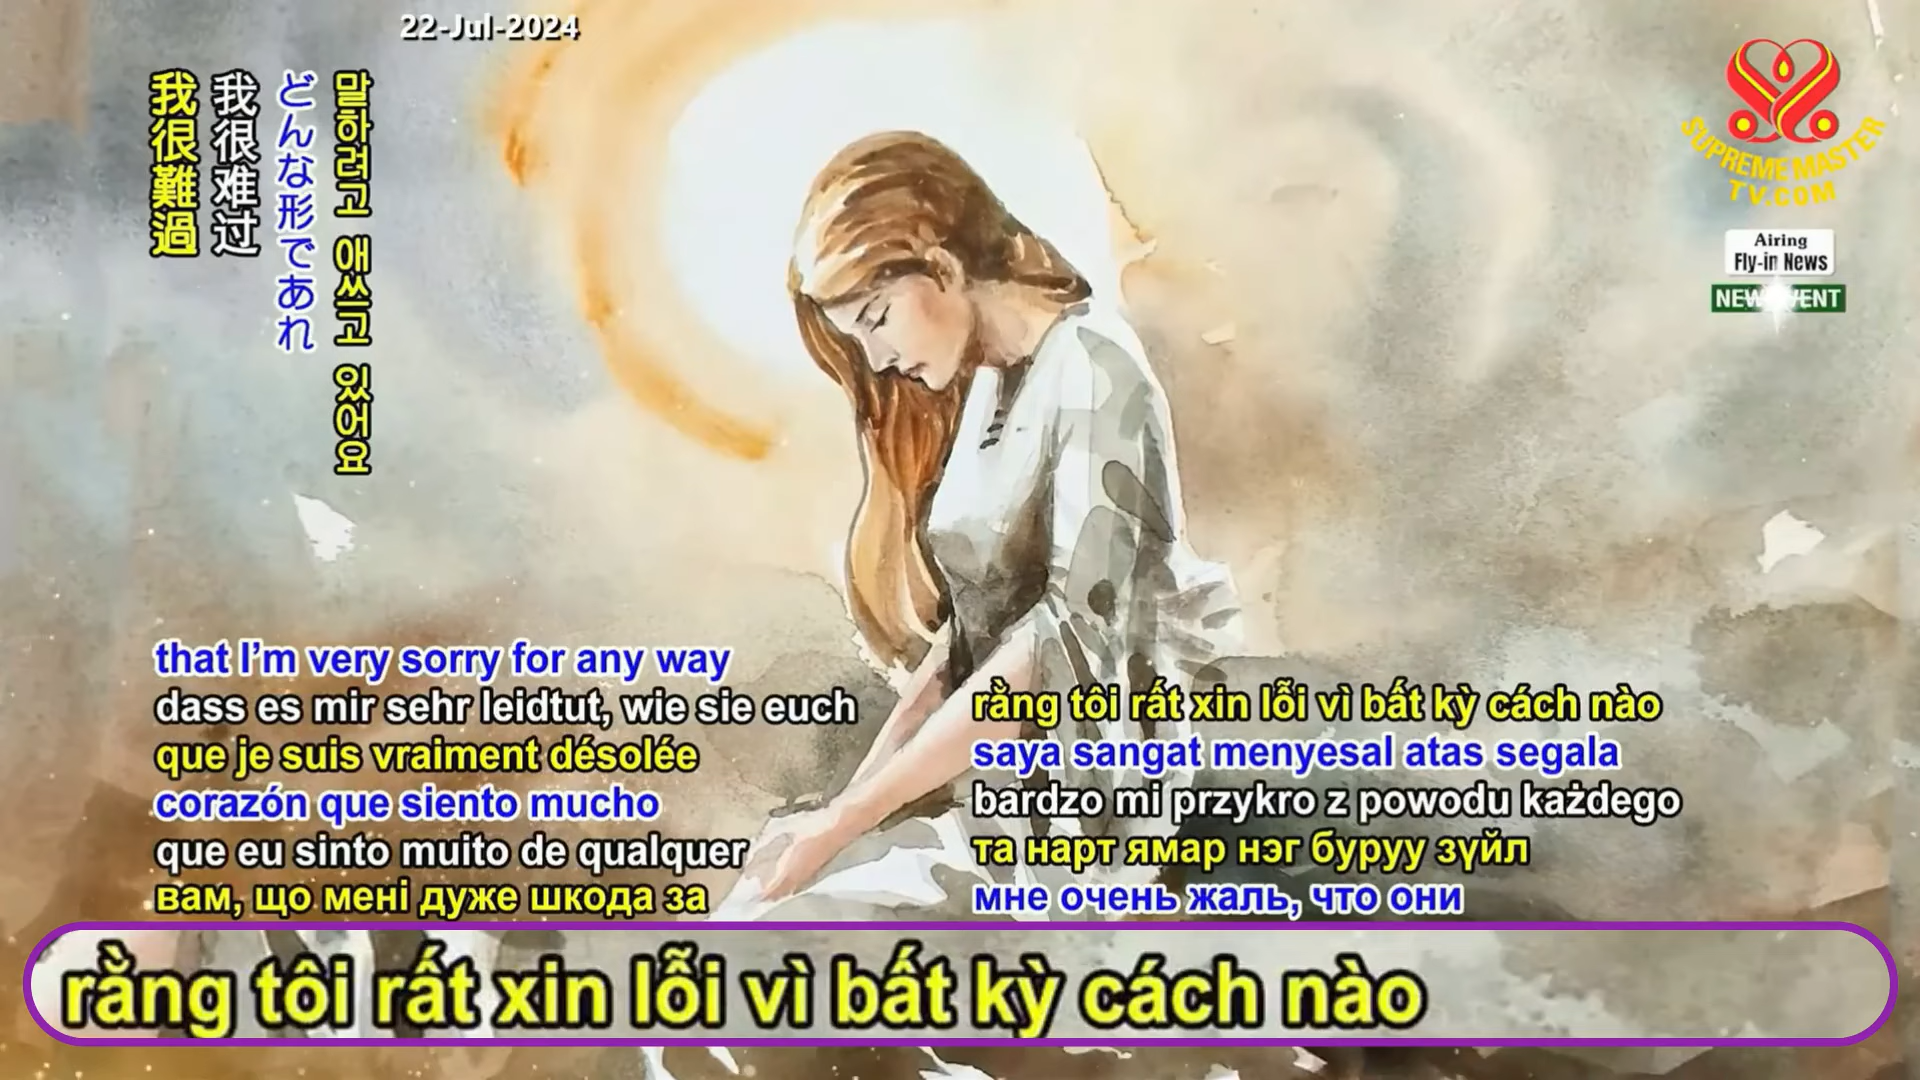 22-Jul-2024
我很難過
我很难过
どんな形であれ
말하려고 애쓰고 있어요
SUPREME MASTER
TV.COM
Airing
Fly-in News
that I’m very sorry for any way
dass es mir sehr leidtut, wie sie euch
que je suis vraiment désolée
corazón que siento mucho
que eu sinto muito de qualquer
вам, що мені дуже шкода за
rằng tôi rất xin lỗi vì bất kỳ cách nào
saya sangat menyesal atas segala
bardzo mi przykro z powodu każdego
та нарт ямар нэг буруу зүйл
мне очень жаль, что они
rằng tôi rất xin lỗi vì bất kỳ cách nào